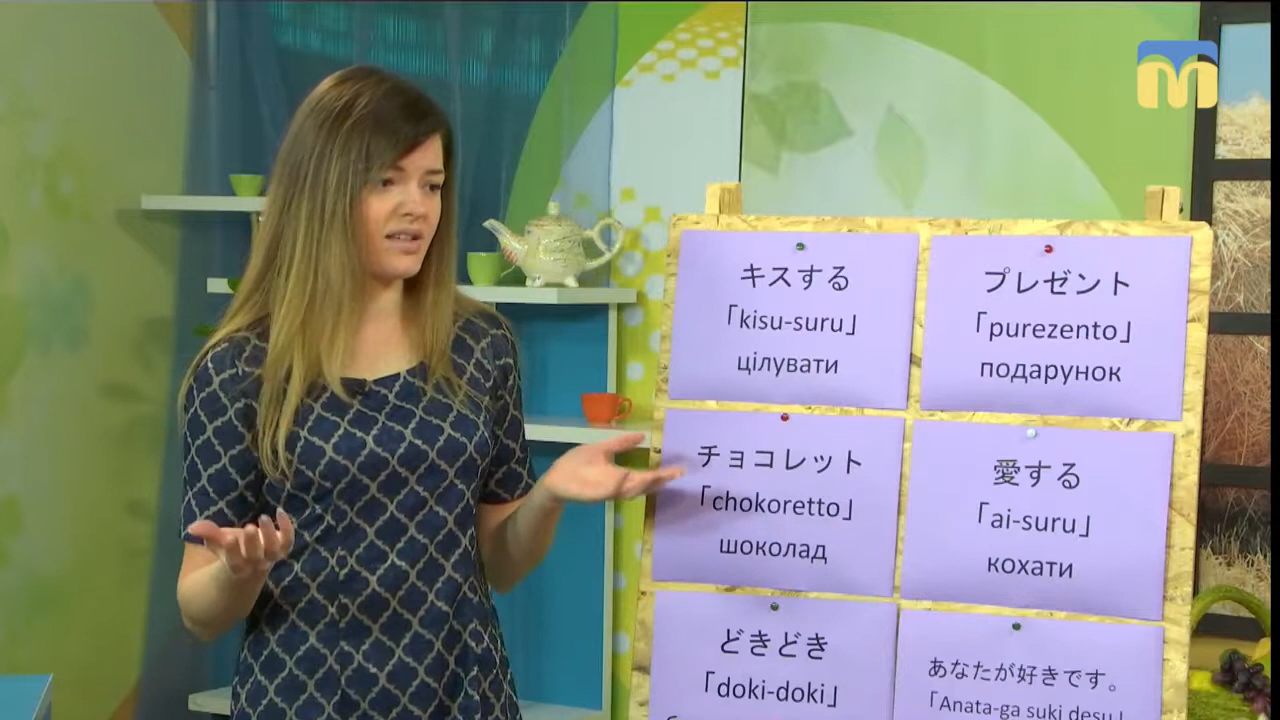 キスする
「kisu-suru」
цілувати
プレゼント
「purezento」
подарунок
チョコレット
「chokoretto」
шоколад
愛する
「ai-suru」
кохати
どきどき
「doki-doki」
あなたが好きです。
「Anata-ga suki desu」